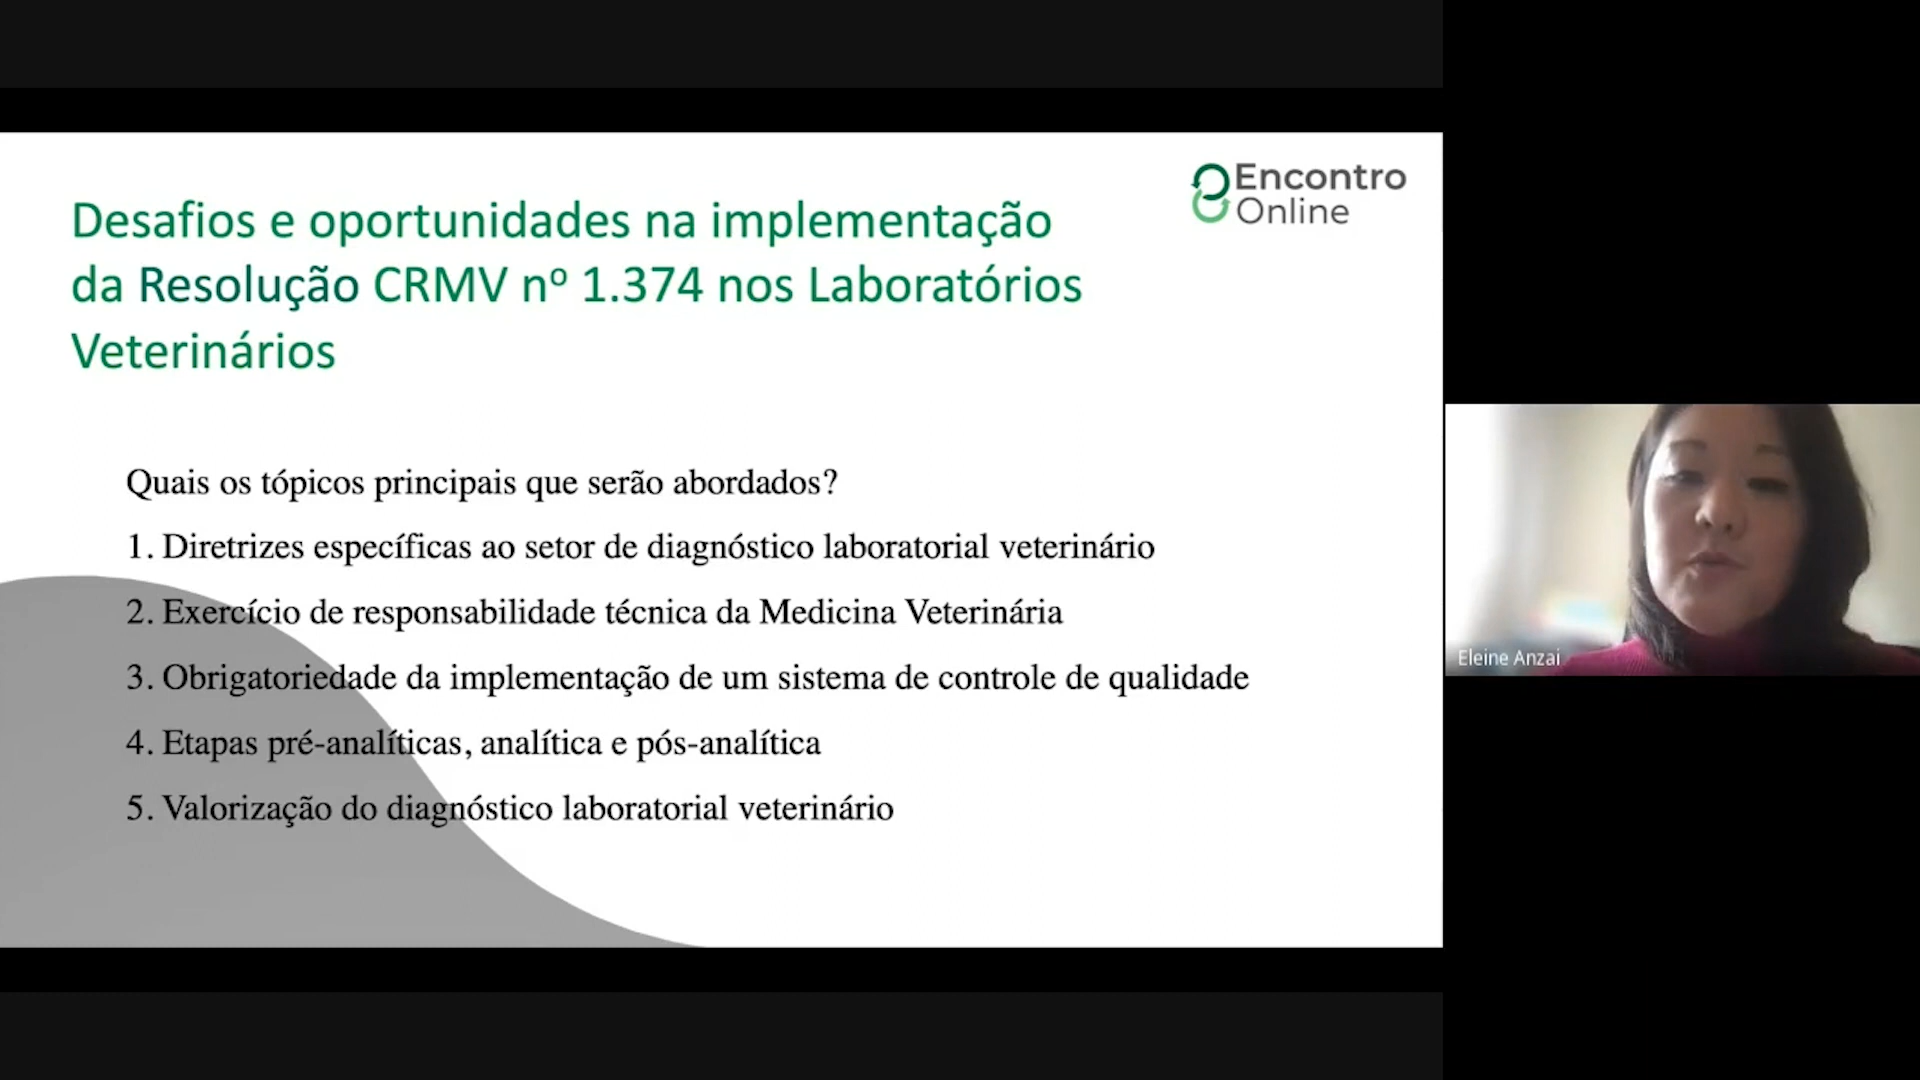 Encontro
Online
Desafios e oportunidades na implementação
da Resolução CRMV nº 1.374 nos Laboratórios
Veterinários
Quais os tópicos principais que serão abordados?
1. Diretrizes específicas ao setor de diagnóstico laboratorial veterinário
2. Exercício de responsabilidade técnica da Medicina Veterinária
3. Obrigatoriedade da implementação de um sistema de controle de qualidade
4. Etapas pré-analíticas, analítica e pós-analítica
5. Valorização do diagnóstico laboratorial veterinário
Eleine Anzai